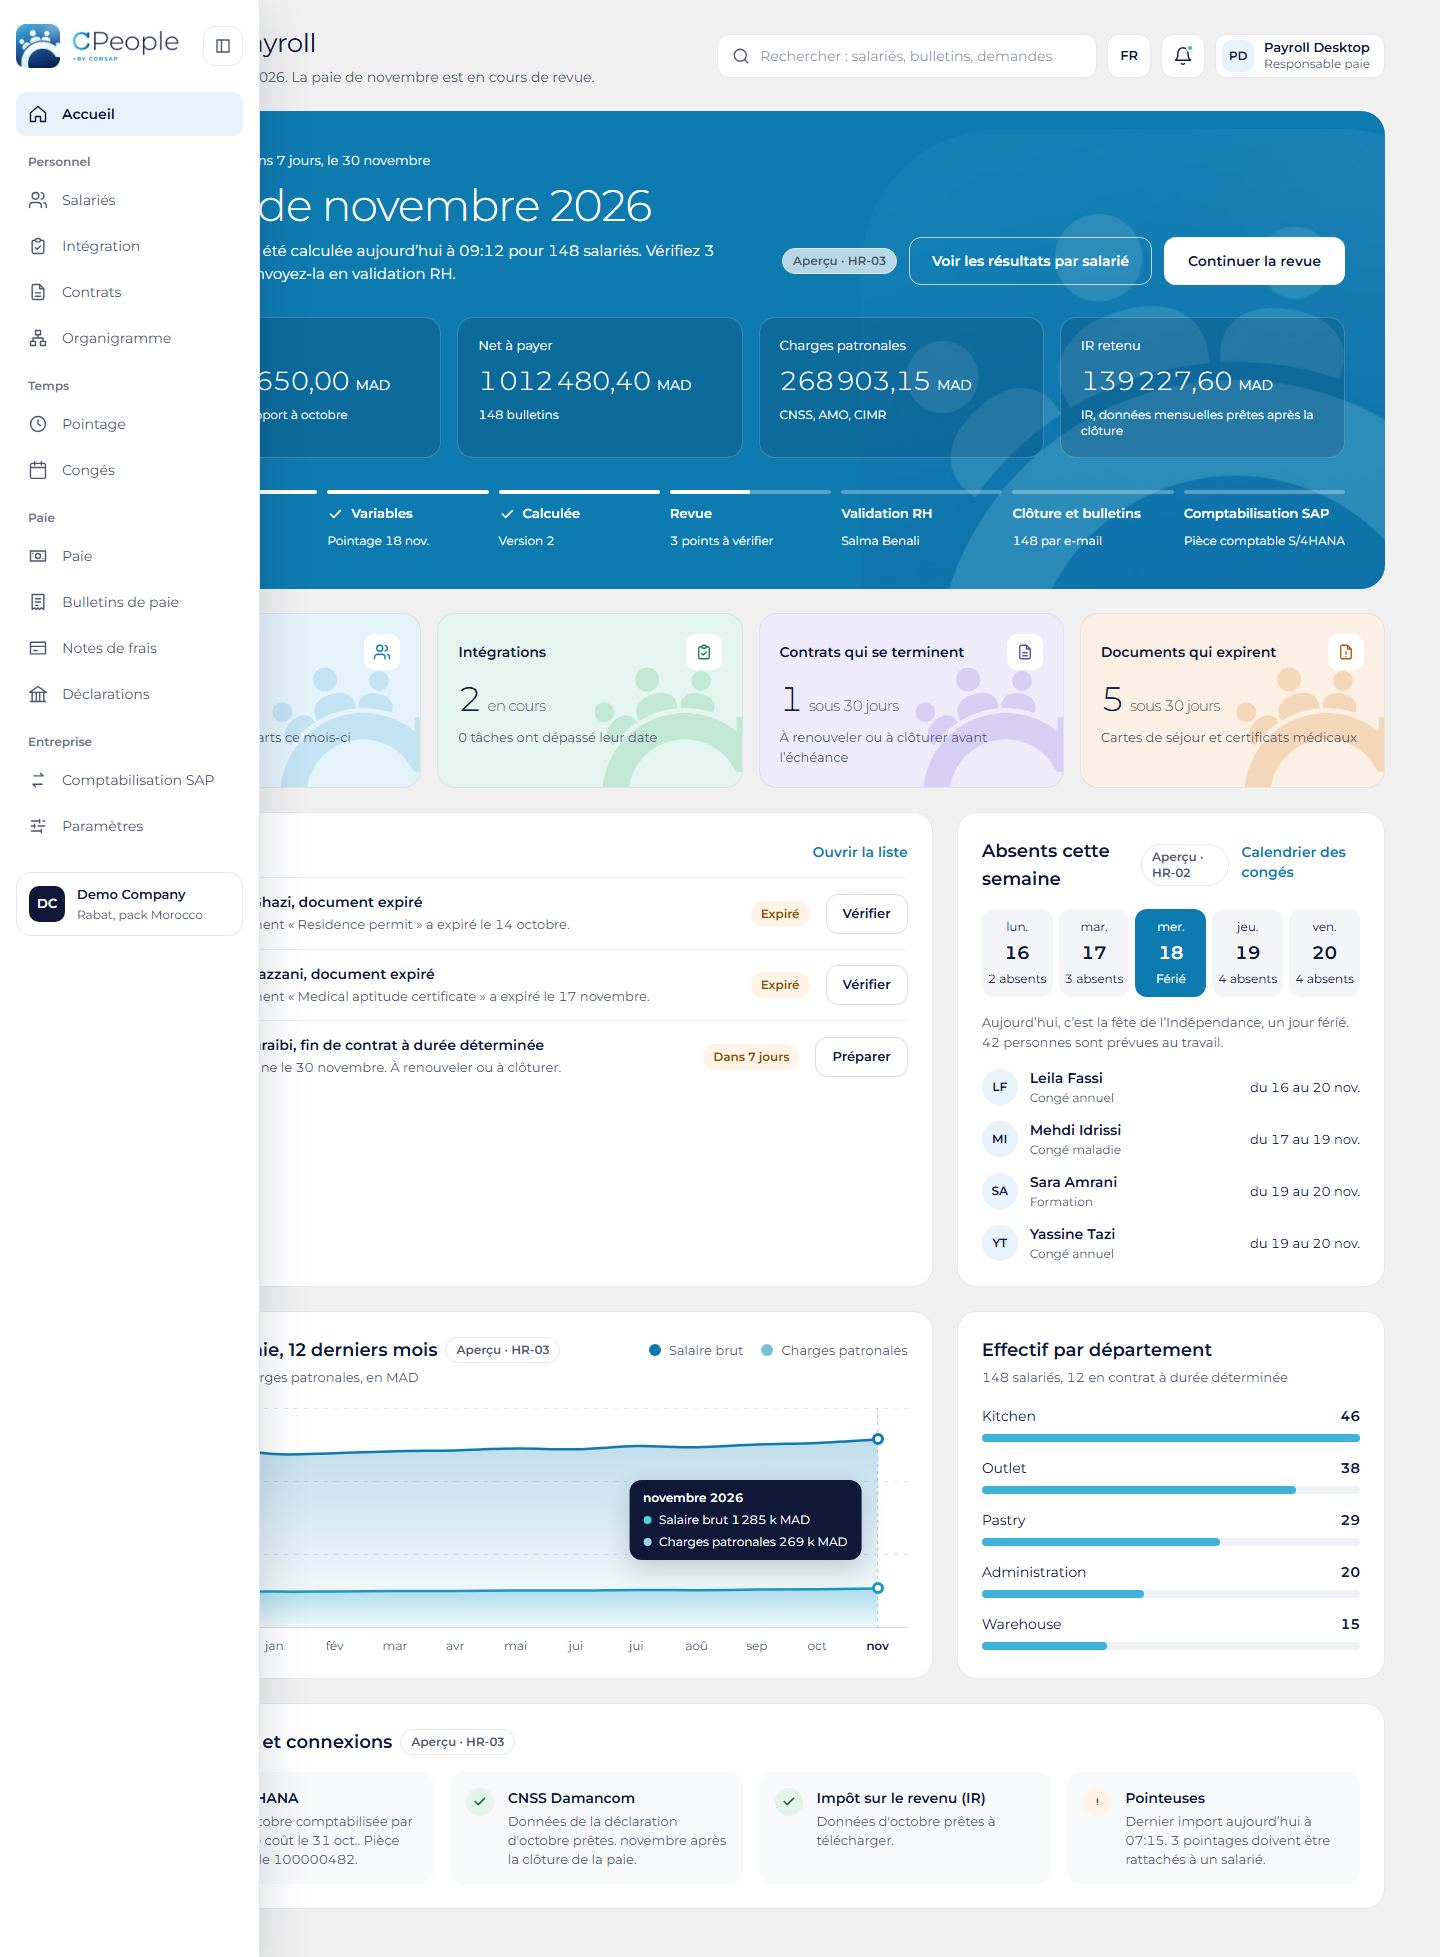 CPeople
+BY CONSAP
Accueil
Personnel
Salariés
Intégration
Contrats
Organigramme
Temps
Pointage
Congés
Paie
Paie
Bulletins de paie
Notes de frais
Déclarations
Entreprise
Comptabilisation SAP
Paramètres
DC
Demo Company
Rabat, pack Morocco
ayroll
026. La paie de novembre est en cours de revue.
Rechercher : salariés, bulletins, demandes
FR
PD
Payroll Desktop
Responsable paie
ns 7 jours, le 30 novembre
de novembre 2026
été calculée aujourd’hui à 09:12 pour 148 salariés. Vérifiez 3
nvoyez-la en validation RH.
Aperçu · HR-03
Voir les résultats par salarié
Continuer la revue
650,00 MAD
pport à octobre
Net à payer
1 012 480,40 MAD
148 bulletins
Charges patronales
268 903,15 MAD
CNSS, AMO, CIMR
IR retenu
139 227,60 MAD
IR, données mensuelles prêtes après la
clôture
Variables
Pointage 18 nov.
Calculée
Version 2
Revue
3 points à vérifier
Validation RH
Salma Benali
Clôture et bulletins
148 par e-mail
Comptabilisation SAP
Pièce comptable S/4HANA
arts ce mois-ci
Intégrations
2 en cours
0 tâches ont dépassé leur date
Contrats qui se terminent
1 sous 30 jours
À renouveler ou à clôturer avant
l’échéance
Documents qui expirent
5 sous 30 jours
Cartes de séjour et certificats médicaux
Ouvrir la liste
Ghazi, document expiré
nent « Residence permit » a expiré le 14 octobre.
Expiré
Vérifier
azzani, document expiré
nent « Medical aptitude certificate » a expiré le 17 novembre.
Expiré
Vérifier
araibi, fin de contrat à durée déterminée
ne le 30 novembre. À renouveler ou à clôturer.
Dans 7 jours
Préparer
Absents cette
semaine
Aperçu ·
HR-02
Calendrier des
congés
lun.
16
2 absents
mar.
17
3 absents
mer.
18
Férié
jeu.
19
4 absents
ven.
20
4 absents
Aujourd’hui, c’est la fête de l’Indépendance, un jour férié.
42 personnes sont prévues au travail.
LF
Leila Fassi
Congé annuel
du 16 au 20 nov.
MI
Mehdi Idrissi
Congé maladie
du 17 au 19 nov.
SA
Sara Amrani
Formation
du 19 au 20 nov.
YT
Yassine Tazi
Congé annuel
du 19 au 20 nov.
aie, 12 derniers mois
Aperçu · HR-03
Salaire brut
Charges patronales
rges patronales, en MAD
novembre 2026
Salaire brut 1 285 k MAD
Charges patronales 269 k MAD
jan fév mar avr mai jui jui aoû sep oct nov
Effectif par département
148 salariés, 12 en contrat à durée déterminée
Kitchen 46
Outlet 38
Pastry 29
Administration 20
Warehouse 15
et connexions
Aperçu · HR-03
HANA
tobre comptabilisée par
coût le 31 oct.. Pièce
le 100000482.
CNSS Damancom
Données de la déclaration
d'octobre prêtes. novembre après
la clôture de la paie.
Impôt sur le revenu (IR)
Données d'octobre prêtes à
télécharger.
Pointeuses
Dernier import aujourd’hui à
07:15. 3 pointages doivent être
rattachés à un salarié.